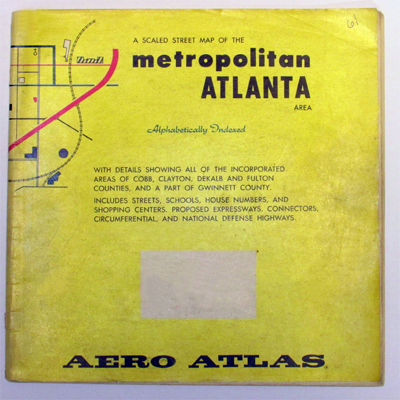 A SCALED STREET MAP OF THE
metropolitan
ATLANTA
AREA
Alphabetically Indexed
WITH DETAILS SHOWING ALL OF THE INCORPORATED
AREAS OF COBB, CLAYTON, DEKALB AND FULTON
COUNTIES, AND A PART OF GWINNETT COUNTY.
INCLUDES STREETS, SCHOOLS, HOUSE NUMBERS, AND
SHOPPING CENTERS. PROPOSED EXPRESSWAYS, CONNECTORS,
CIRCUMFERENTIAL, AND NATIONAL DEFENSE HIGHWAYS.
AERO ATLAS